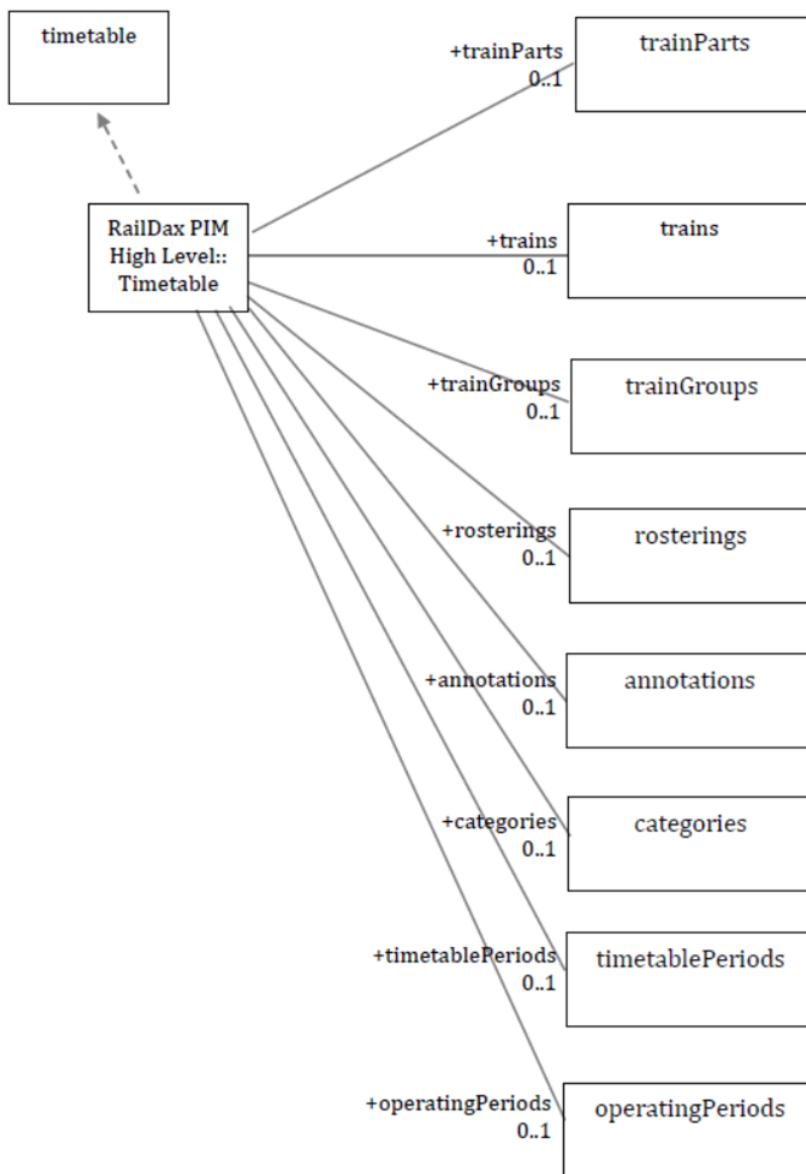 timetable
+trainParts
0..1
trainParts
RailDax PIM
High Level::
Timetable
+trains
0..1
trains
+trainGroups
0..1
trainGroups
+rosterings
0..1
rosterings
+annotations
0..1
annotations
+categories
0..1
categories
+timetablePeriods
0..1
timetablePeriods
+operatingPeriods
0..1
operatingPeriods